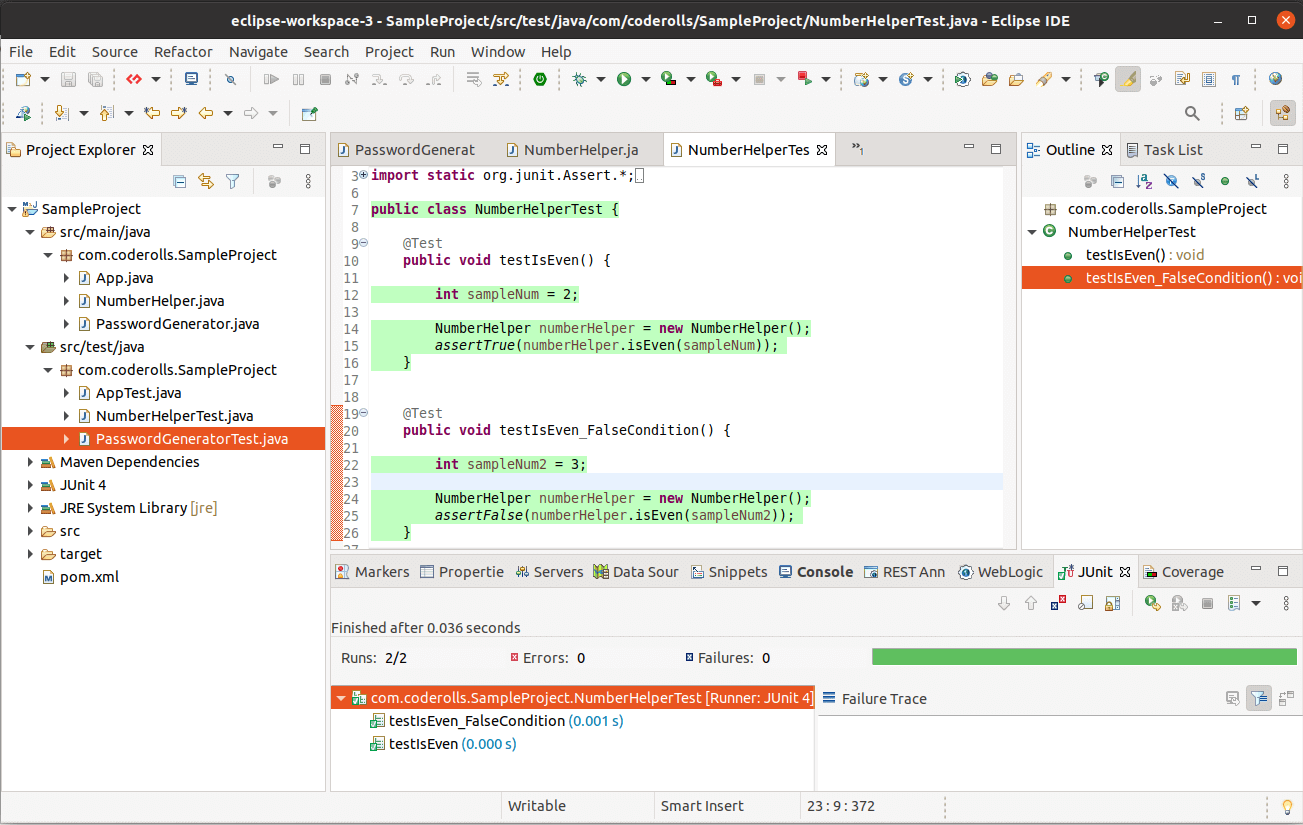 eclipse-workspace-3 - SampleProject/src/test/java/com/coderolls/SampleProject/NumberHelperTest.java - Eclipse IDE
File Edit Source Refactor Navigate Search Project Run Window Help
Project Explorer
SampleProject
src/main/java
com.coderolls.SampleProject
App.java
NumberHelper.java
PasswordGenerator.java
src/test/java
com.coderolls.SampleProject
AppTest.java
NumberHelperTest.java
PasswordGeneratorTest.java
Maven Dependencies
JUnit 4
JRE System Library [jre]
src
target
pom.xml
PasswordGenerat NumberHelper.ja NumberHelperTes »1
3 import static org.junit.Assert.*;
6
7 public class NumberHelperTest {
8
9 @Test
10 public void testIsEven() {
11
12 int sampleNum = 2;
13
14 NumberHelper numberHelper = new NumberHelper();
15 assertTrue(numberHelper.isEven(sampleNum));
16 }
17
18
19 @Test
20 public void testIsEven_FalseCondition() {
21
22 int sampleNum2 = 3;
23
24 NumberHelper numberHelper = new NumberHelper();
25 assertFalse(numberHelper.isEven(sampleNum2));
26 }
27
Outline Task List
com.coderolls.SampleProject
NumberHelperTest
testIsEven() : void
testIsEven_FalseCondition() : voi
Markers Propertie Servers Data Sour Snippets Console REST Ann WebLogic JUnit Coverage
Finished after 0.036 seconds
Runs: 2/2 Errors: 0 Failures: 0
com.coderolls.SampleProject.NumberHelperTest [Runner: JUnit 4]
testIsEven_FalseCondition (0.001 s)
testIsEven (0.000 s)
Failure Trace
Writable Smart Insert 23 : 9 : 372